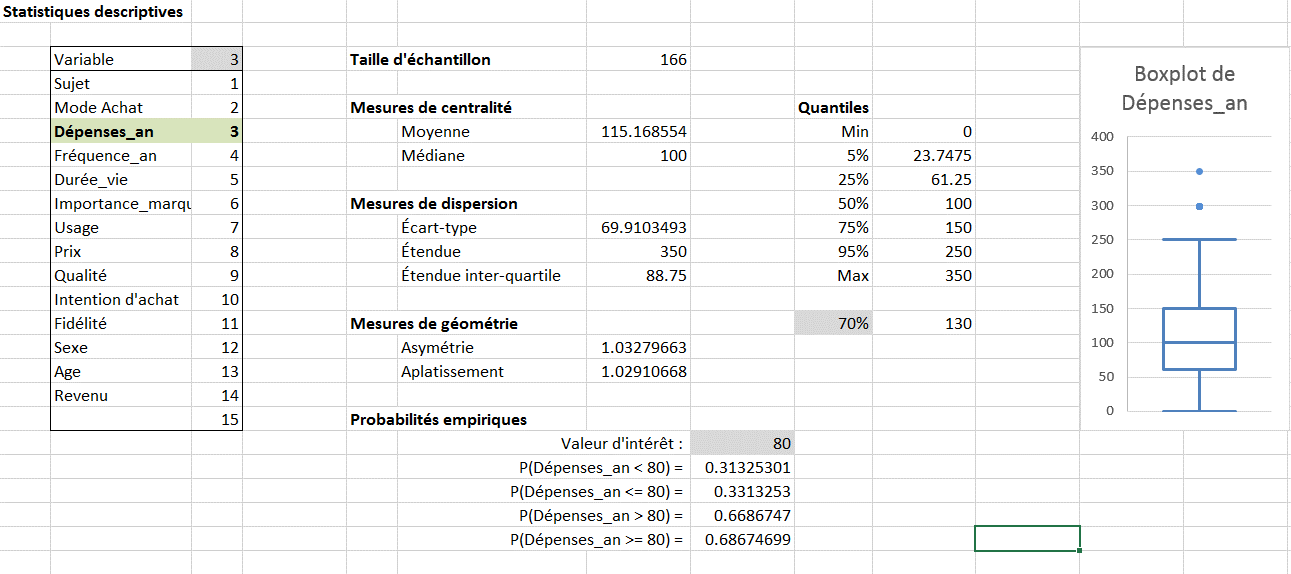 Statistiques descriptives
Variable 3 Taille d'échantillon 166
Sujet 1
Mode Achat 2 Mesures de centralité Quantiles
Dépenses_an 3 Moyenne 115.168554 Min 0
Fréquence_an 4 Médiane 100 5% 23.7475
Durée_vie 5 25% 61.25
Importance_marqu 6 Mesures de dispersion 50% 100
Usage 7 Écart-type 69.9103493 75% 150
Prix 8 Étendue 350 95% 250
Qualité 9 Étendue inter-quartile 88.75 Max 350
Intention d'achat 10
Fidélité 11 Mesures de géométrie 70% 130
Sexe 12 Asymétrie 1.03279663
Age 13 Aplatissement 1.02910668
Revenu 14
15 Probabilités empiriques
Valeur d'intérêt : 80
P(Dépenses_an < 80) = 0.31325301
P(Dépenses_an <= 80) = 0.3313253
P(Dépenses_an > 80) = 0.6686747
P(Dépenses_an >= 80) = 0.68674699
Boxplot de
Dépenses_an
400
350
300
250
200
150
100
50
0